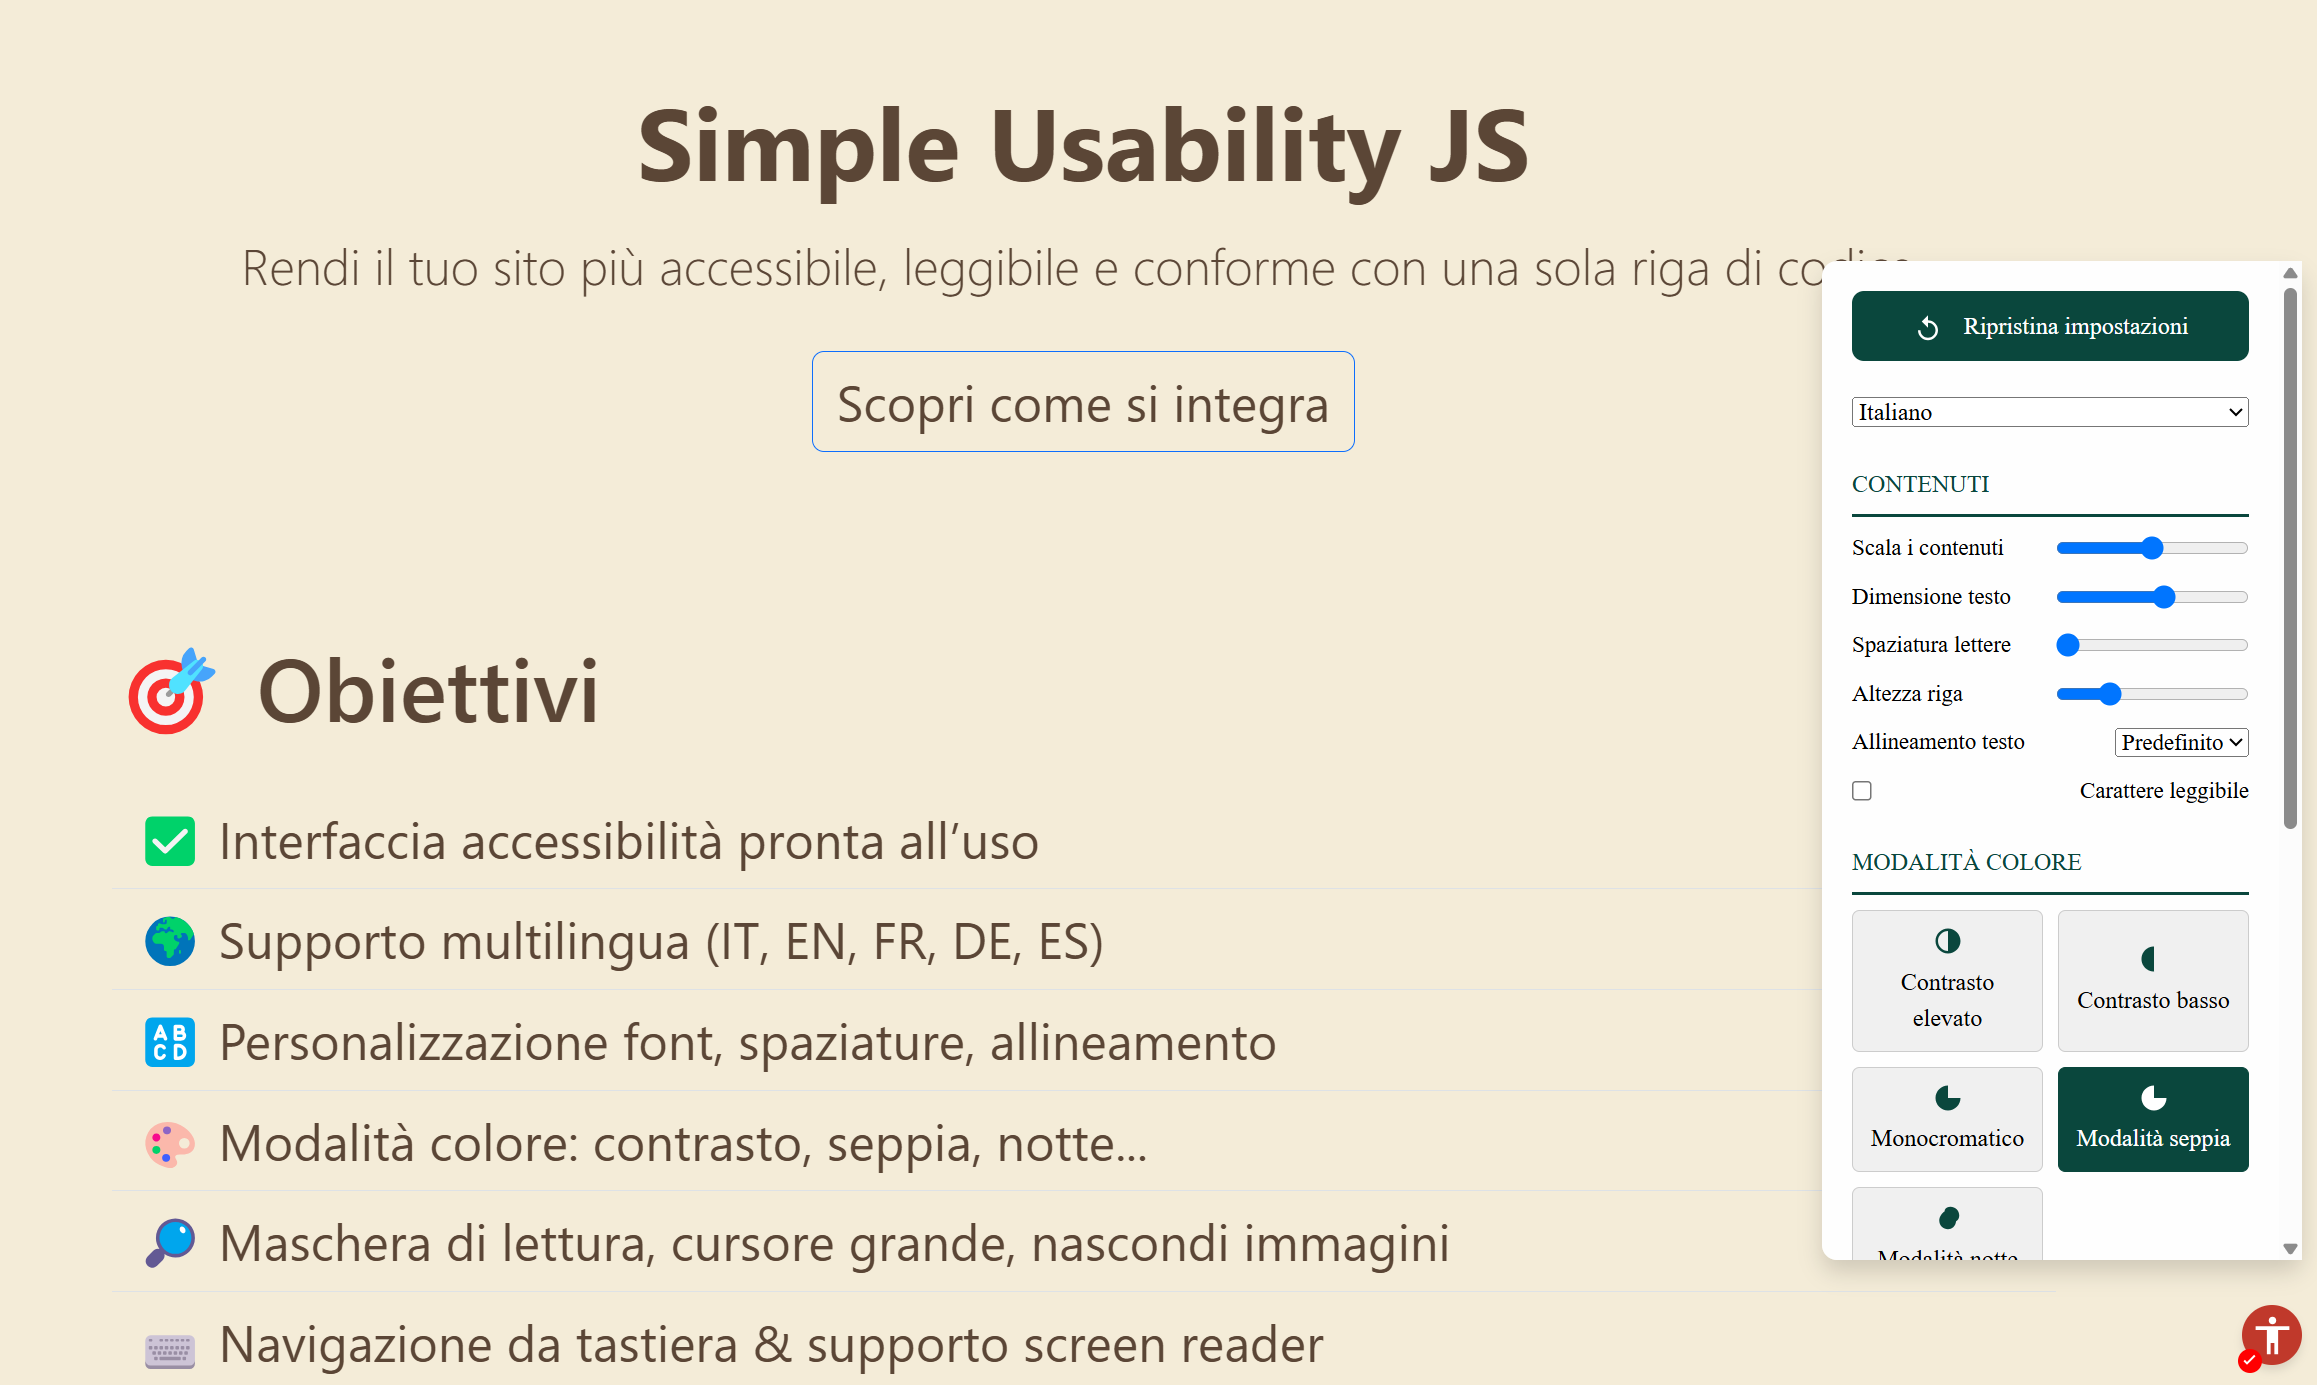 Simple Usability JS
Rendi il tuo sito più accessibile, leggibile e conforme con una sola riga di codice
Scopri come si integra
Obiettivi
Interfaccia accessibilità pronta all’uso
Supporto multilingua (IT, EN, FR, DE, ES)
Personalizzazione font, spaziature, allineamento
Modalità colore: contrasto, seppia, notte...
Maschera di lettura, cursore grande, nascondi immagini
Navigazione da tastiera & supporto screen reader
Ripristina impostazioni
Italiano
CONTENUTI
Scala i contenuti
Dimensione testo
Spaziatura lettere
Altezza riga
Allineamento testo Predefinito
Carattere leggibile
MODALITÀ COLORE
Contrasto
elevato
Contrasto basso
Monocromatico
Modalità seppia
Modalità notte